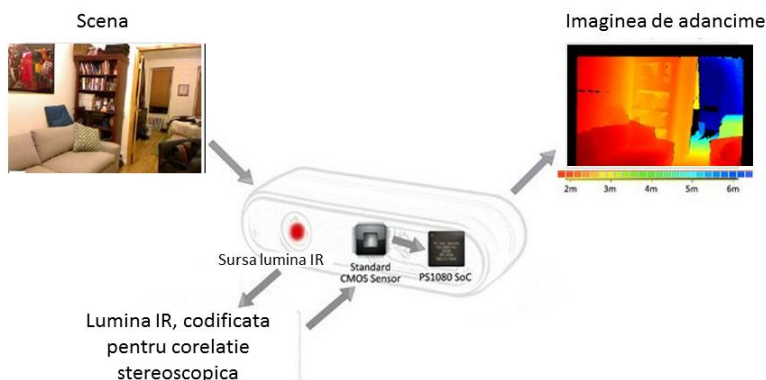 Scena
Imaginea de adancime
2m 3m 4m 5m 6m
Sursa lumina IR
Standard
CMOS Sensor
PS1080 SoC
Lumina IR, codificata
pentru corelatie
stereoscopica